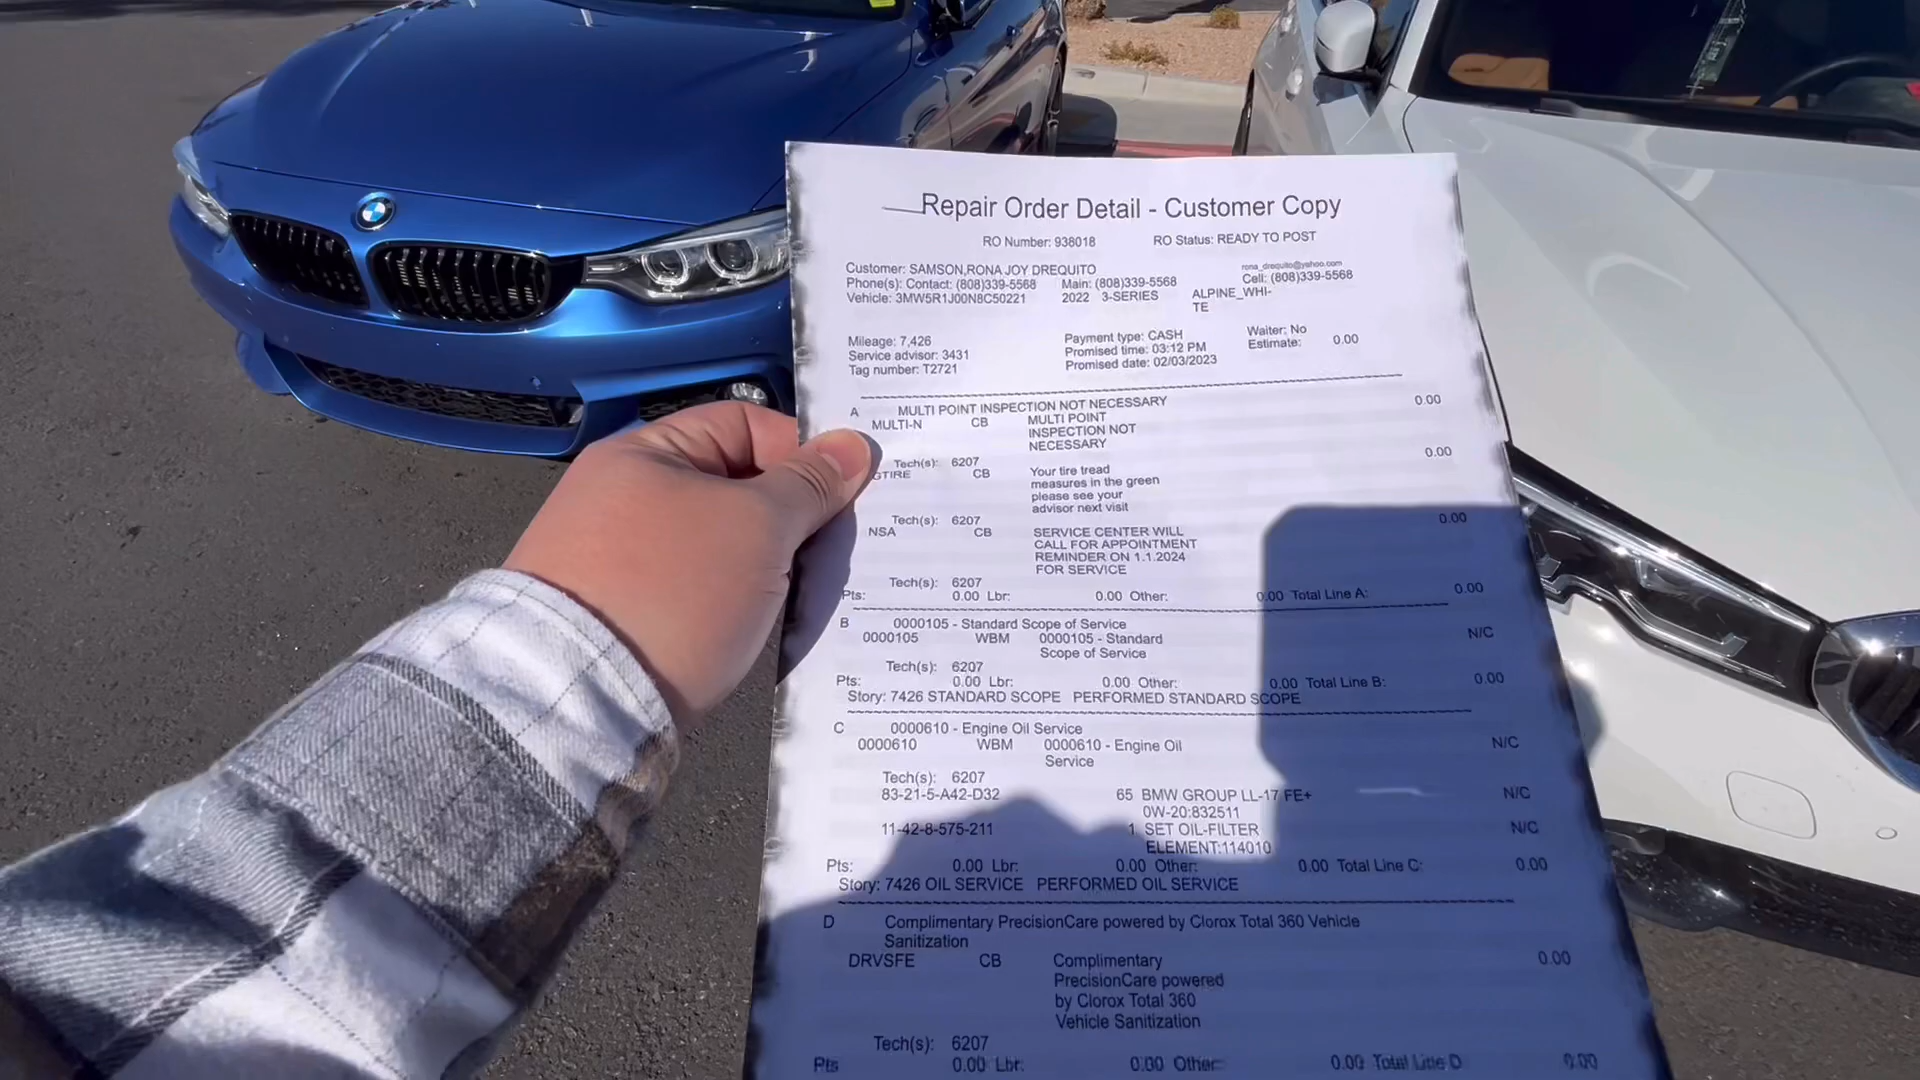 Repair Order Detail - Customer Copy
RO Number: 938018 RO Status: READY TO POST
Customer: SAMSON,RONA JOY DREQUITO rona_drequito@yahoo.com
Phone(s): Contact: (808)339-5568 Main: (808)339-5568 Cell: (808)339-5568
Vehicle: 3MW5R1J00N8C50221 2022 3-SERIES ALPINE_WHI-
TE
Mileage: 7,426 Payment type: CASH Waiter: No
Service advisor: 3431 Promised time: 03:12 PM Estimate: 0.00
Tag number: T2721 Promised date: 02/03/2023
A MULTI POINT INSPECTION NOT NECESSARY 0.00
MULTI-N CB MULTI POINT
INSPECTION NOT
NECESSARY
Tech(s): 6207 0.00
GTIRE CB Your tire tread
measures in the green
please see your
advisor next visit
Tech(s): 6207 0.00
NSA CB SERVICE CENTER WILL
CALL FOR APPOINTMENT
REMINDER ON 1.1.2024
FOR SERVICE
Tech(s): 6207
Pts: 0.00 Lbr: 0.00 Other: 0.00 Total Line A: 0.00
B 0000105 - Standard Scope of Service
0000105 WBM 0000105 - Standard N/C
Scope of Service
Tech(s): 6207
Pts: 0.00 Lbr: 0.00 Other: 0.00 Total Line B: 0.00
Story: 7426 STANDARD SCOPE PERFORMED STANDARD SCOPE
C 0000610 - Engine Oil Service
0000610 WBM 0000610 - Engine Oil N/C
Service
Tech(s): 6207
83-21-5-A42-D32 65 BMW GROUP LL-17 FE+ N/C
0W-20:832511
11-42-8-575-211 1 SET OIL-FILTER N/C
ELEMENT:114010
Pts: 0.00 Lbr: 0.00 Other: 0.00 Total Line C: 0.00
Story: 7426 OIL SERVICE PERFORMED OIL SERVICE
D Complimentary PrecisionCare powered by Clorox Total 360 Vehicle
Sanitization
DRVSFE CB Complimentary 0.00
PrecisionCare powered
by Clorox Total 360
Vehicle Sanitization
Tech(s): 6207
Pts 0.00 Lbr: 0.00 Other 0.00 Total Line D 0.00